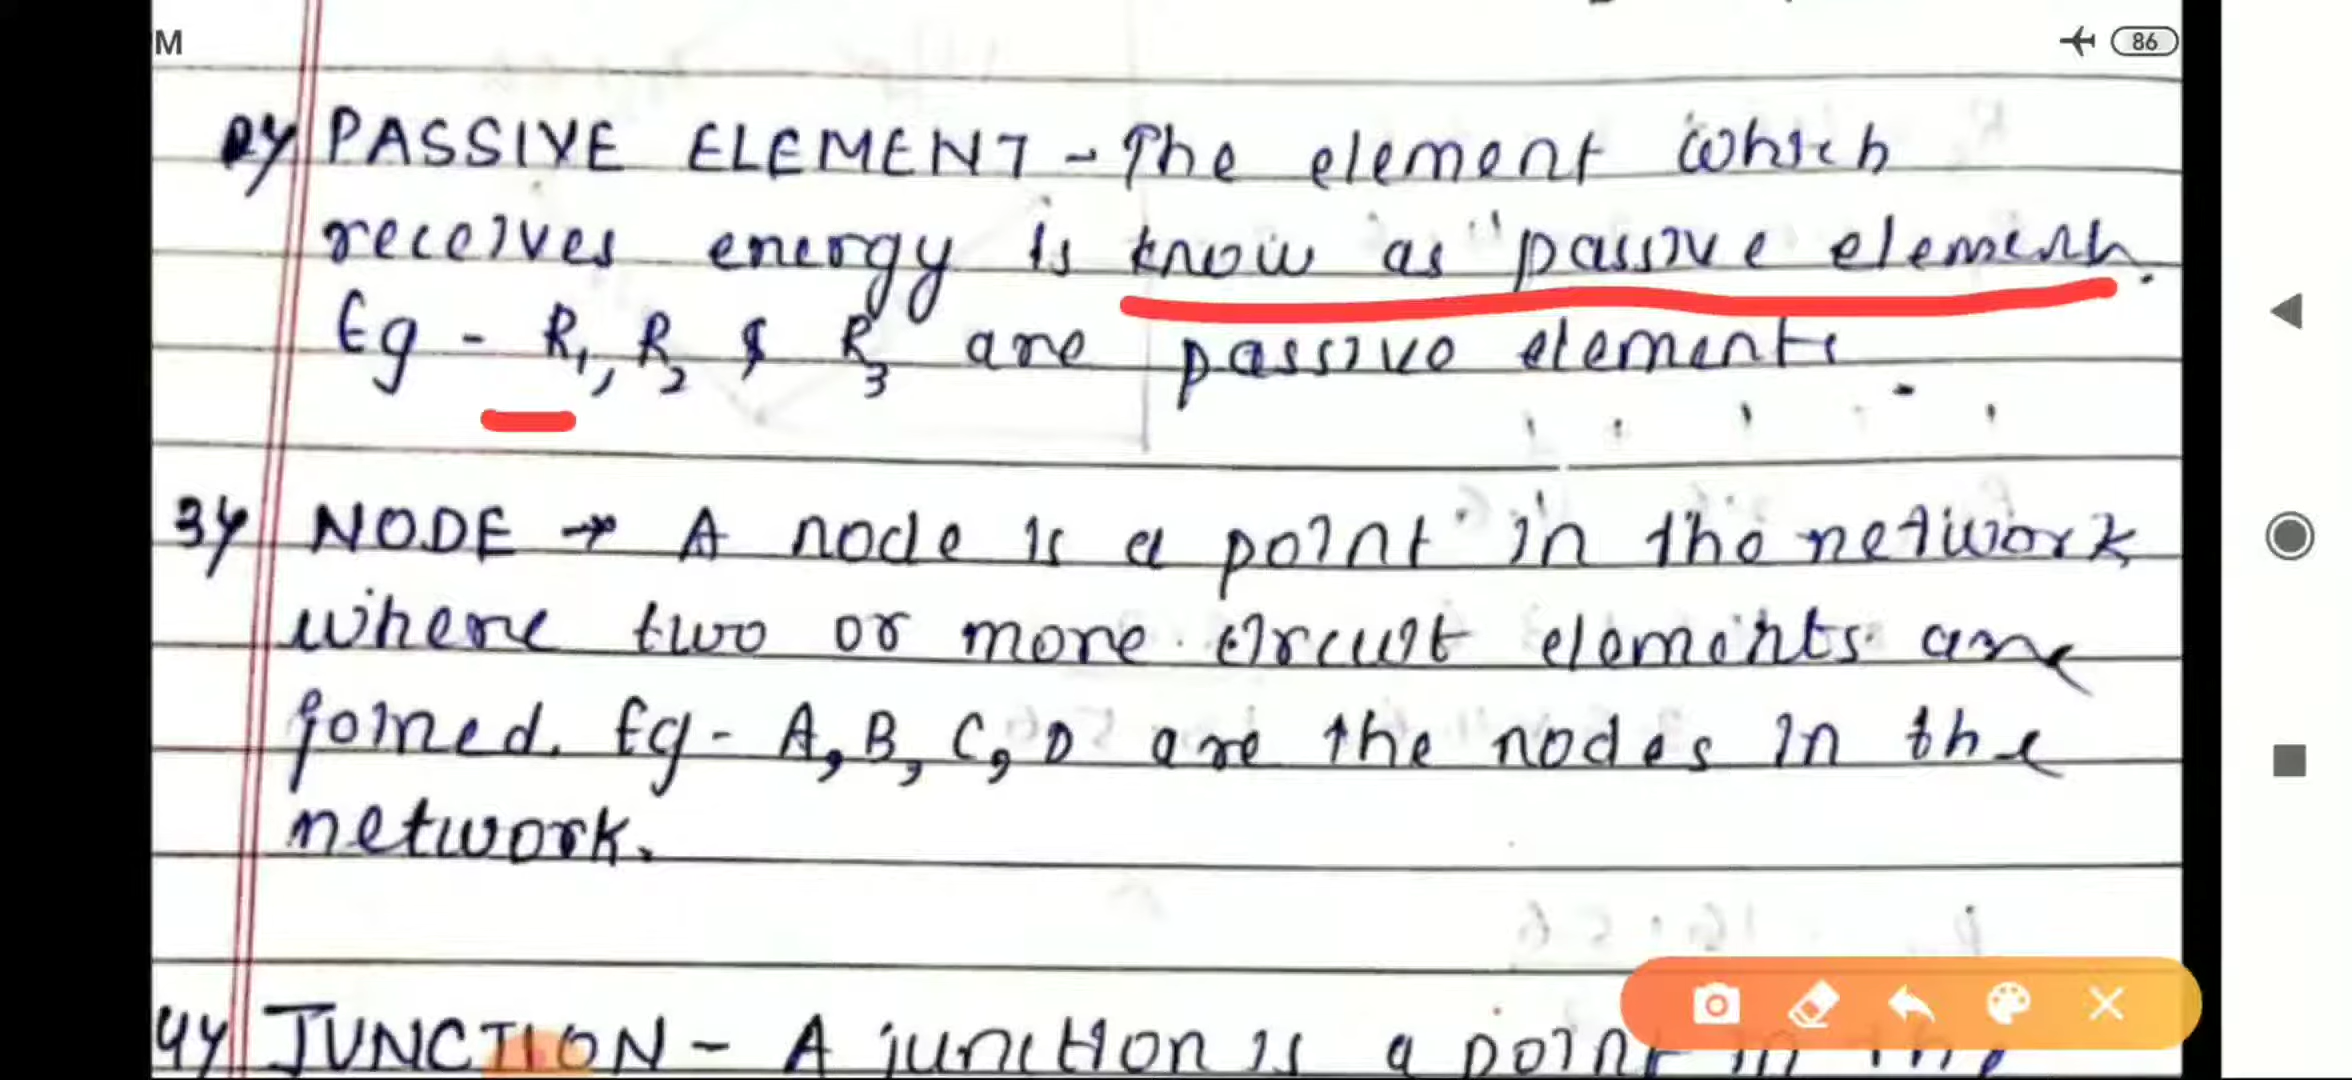 M
86
2) PASSIVE ELEMENT - The element which
receives energy is know as "passive element.
Eg - R1, R2 & R3 are passive elements.
3) NODE → A node is a point in the network
where two or more circuit elements are
joined. Eg - A, B, C, D are the nodes in the
network.
4) JUNCTION - A junction is a point in the